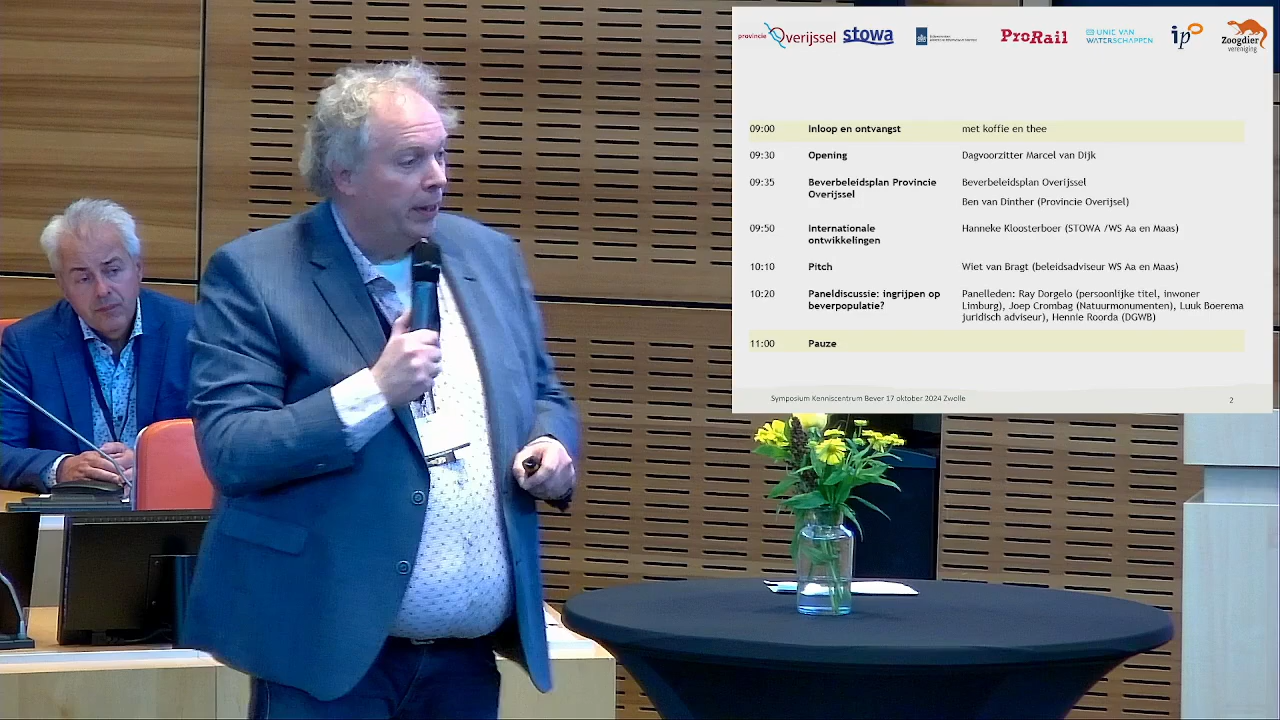 provincie Overijssel stowa ProRail UNIE VAN WATERSCHAPPEN ipo Zoogdier vereniging
09:00 Inloop en ontvangst met koffie en thee
09:30 Opening Dagvoorzitter Marcel van Dijk
09:35 Beverbeleidsplan Provincie Beverbeleidsplan Overijssel
Overijssel
Ben van Dinther (Provincie Overijsel)
09:50 Internationale Hanneke Kloosterboer (STOWA /WS Aa en Maas)
ontwikkelingen
10:10 Pitch Wiet van Bragt (beleidsadviseur WS Aa en Maas)
10:20 Paneldiscussie: ingrijpen op Panelleden: Ray Dorgelo (persoonlijke titel, inwoner
beverpopulatie? Limburg), Joep Crombag (Natuurmonumenten), Luuk Boerema
juridisch adviseur), Hennie Roorda (DGWB)
11:00 Pauze
Symposium Kenniscentrum Bever 17 oktober 2024 Zwolle 2